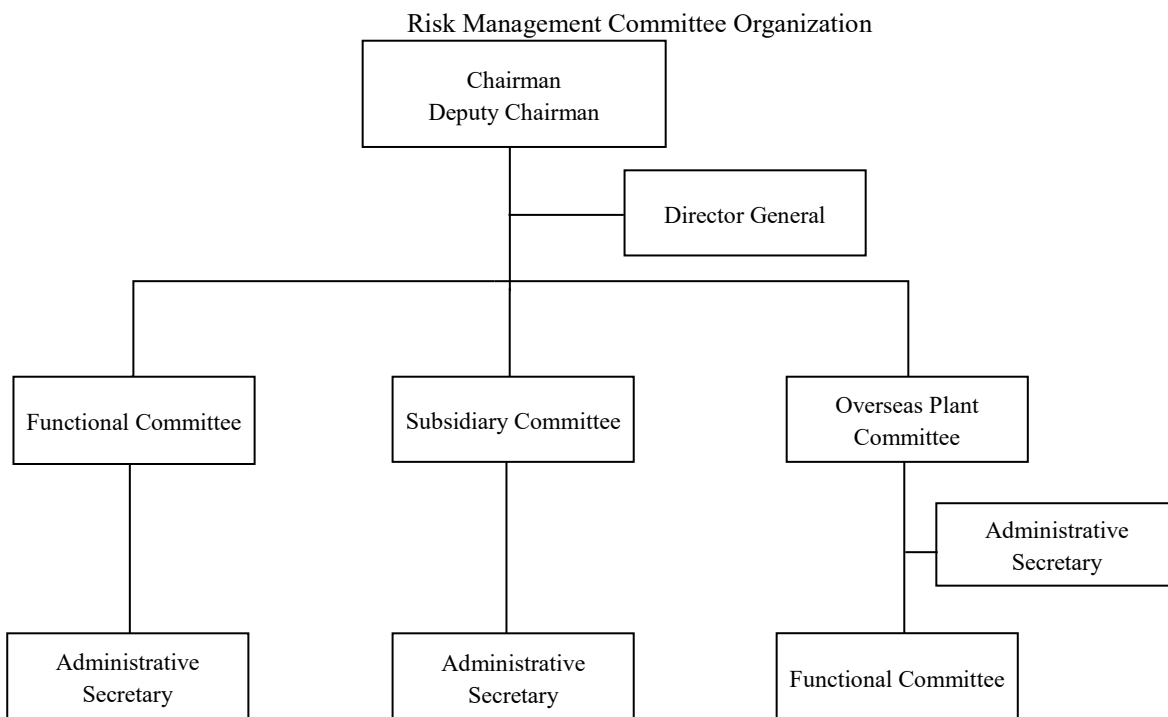 Risk Management Committee Organization
Chairman
Deputy Chairman
Director General
Functional Committee
Subsidiary Committee
Overseas Plant
Committee
Administrative
Secretary
Administrative
Secretary
Administrative
Secretary
Functional Committee